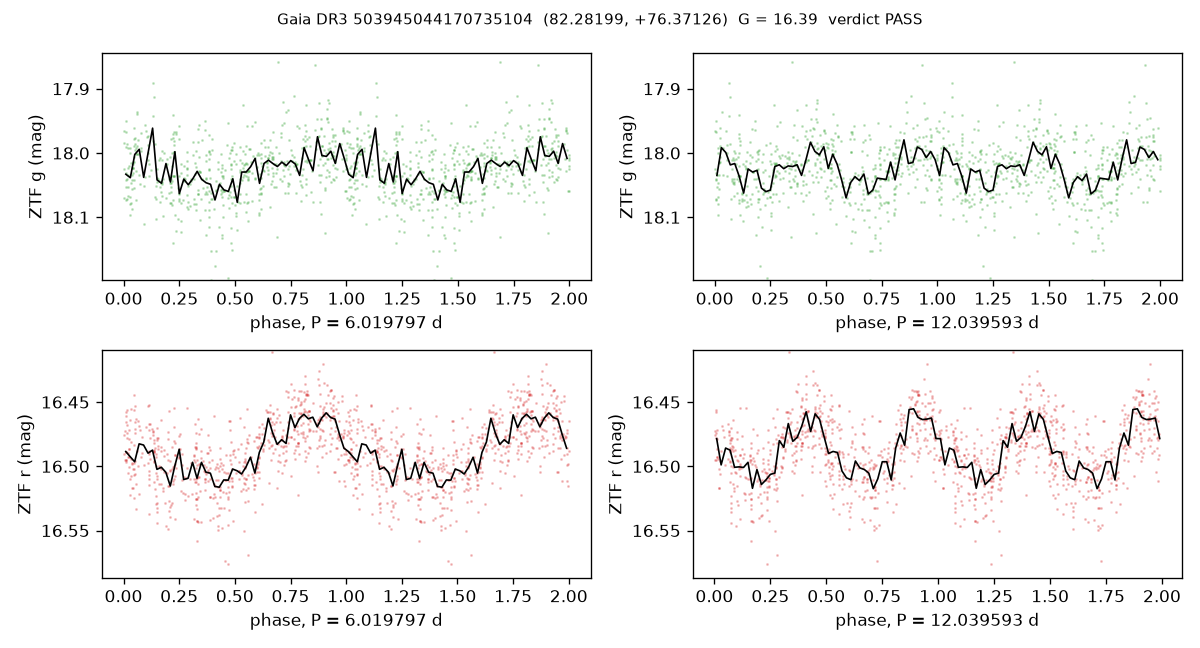 Gaia DR3 503945044170735104 (82.28199, +76.37126) G = 16.39 verdict PASS
ZTF g (mag)
17.9
18.0
18.1
0.00 0.25 0.50 0.75 1.00 1.25 1.50 1.75 2.00
phase, P = 6.019797 d
ZTF g (mag)
17.9
18.0
18.1
0.00 0.25 0.50 0.75 1.00 1.25 1.50 1.75 2.00
phase, P = 12.039593 d
ZTF r (mag)
16.45
16.50
16.55
0.00 0.25 0.50 0.75 1.00 1.25 1.50 1.75 2.00
phase, P = 6.019797 d
ZTF r (mag)
16.45
16.50
16.55
0.00 0.25 0.50 0.75 1.00 1.25 1.50 1.75 2.00
phase, P = 12.039593 d